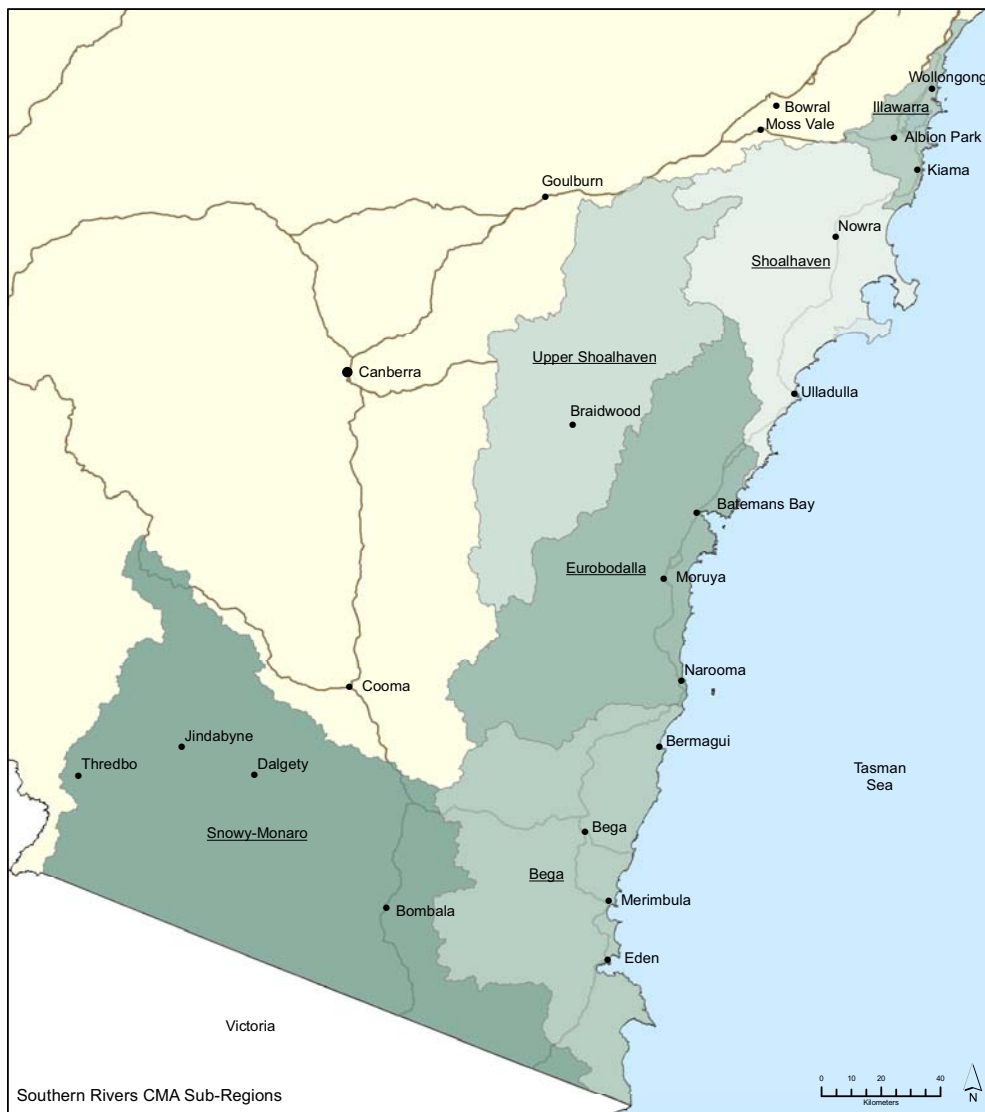 Wollongong
Bowral
Illawarra
Moss Vale
Albion Park
Kiama
Goulburn
Nowra
Shoalhaven
Upper Shoalhaven
Canberra
Ulladulla
Braidwood
Batemans Bay
Eurobodalla
Moruya
Narooma
Cooma
Jindabyne
Bermagui
Thredbo
Dalgety
Tasman
Sea
Snowy-Monaro
Bega
Bega
Merimbula
Bombala
Eden
Victoria
0 10 20 40
Kilometers
N
Southern Rivers CMA Sub-Regions